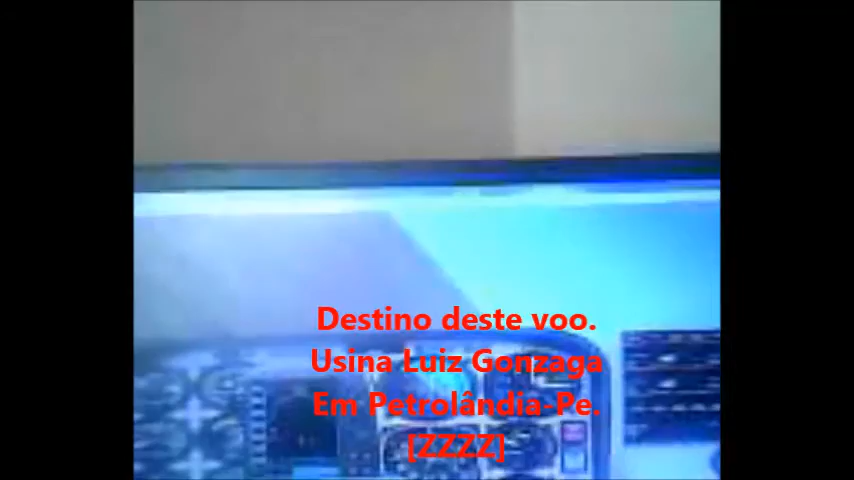 Destino deste voo.
Usina Luiz Gonzaga
Em Petrolândia-Pe.
[ZZZZ]